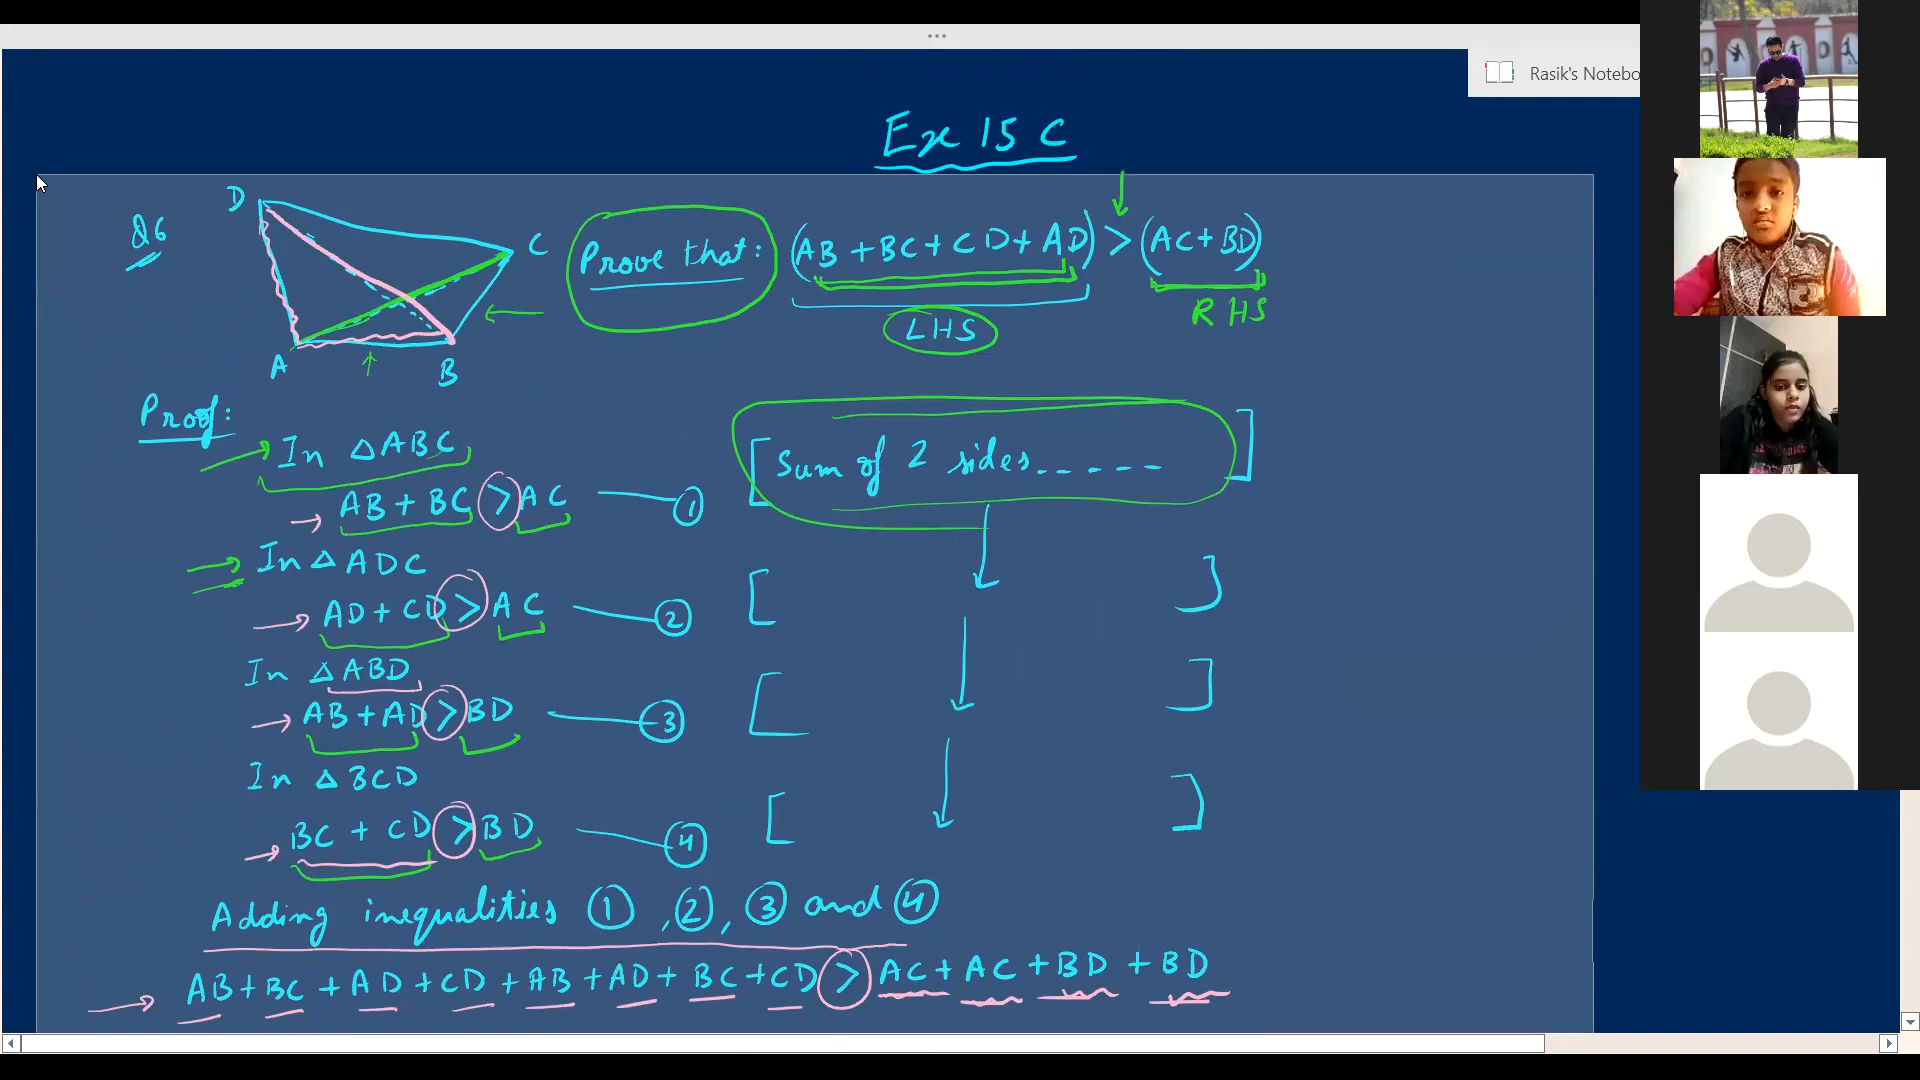 Rasik's Notebo
Ex 15 C
Q6
D
C
A
B
Prove that: (AB + BC + CD + AD) > (AC + BD)
LHS
RHS
Proof:
In △ABC
AB + BC > AC ——— ①
[Sum of 2 sides------]
In △ADC
AD + CD > AC ——— ②
[ ]
In △ABD
AB + AD > BD ——— ③
[ ]
In △BCD
BC + CD > BD ——— ④
[ ]
Adding inequalities ①, ②, ③ and ④
AB + BC + AD + CD + AB + AD + BC + CD > AC + AC + BD + BD